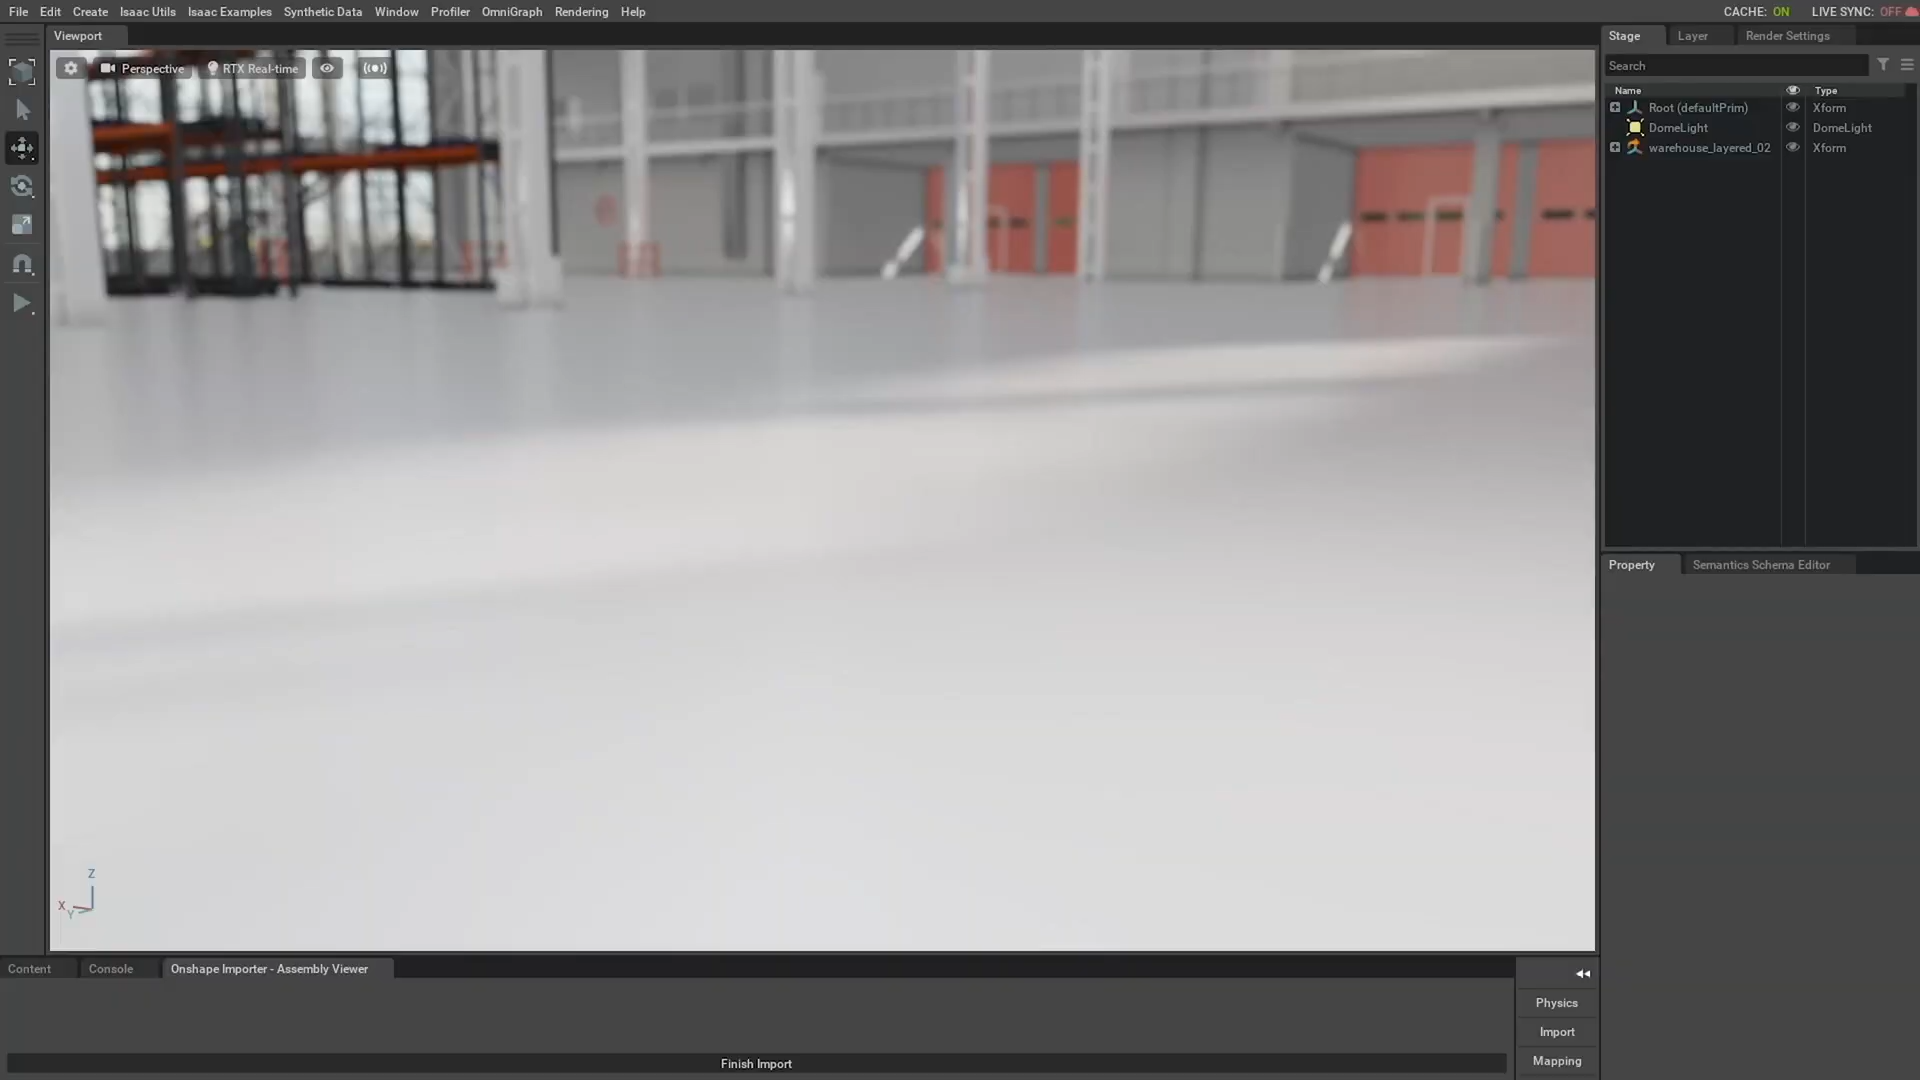 File Edit Create Isaac Utils Isaac Examples Synthetic Data Window Profiler OmniGraph Rendering Help
CACHE: ON LIVE SYNC: OFF
Viewport
Stage Layer Render Settings
Perspective RTX Real-time
Search
Name Type
Root (defaultPrim) Xform
DomeLight DomeLight
warehouse_layered_02 Xform
Property Semantics Schema Editor
Z
X
Y
Content Console Onshape Importer - Assembly Viewer
Physics
Import
Mapping
Finish Import